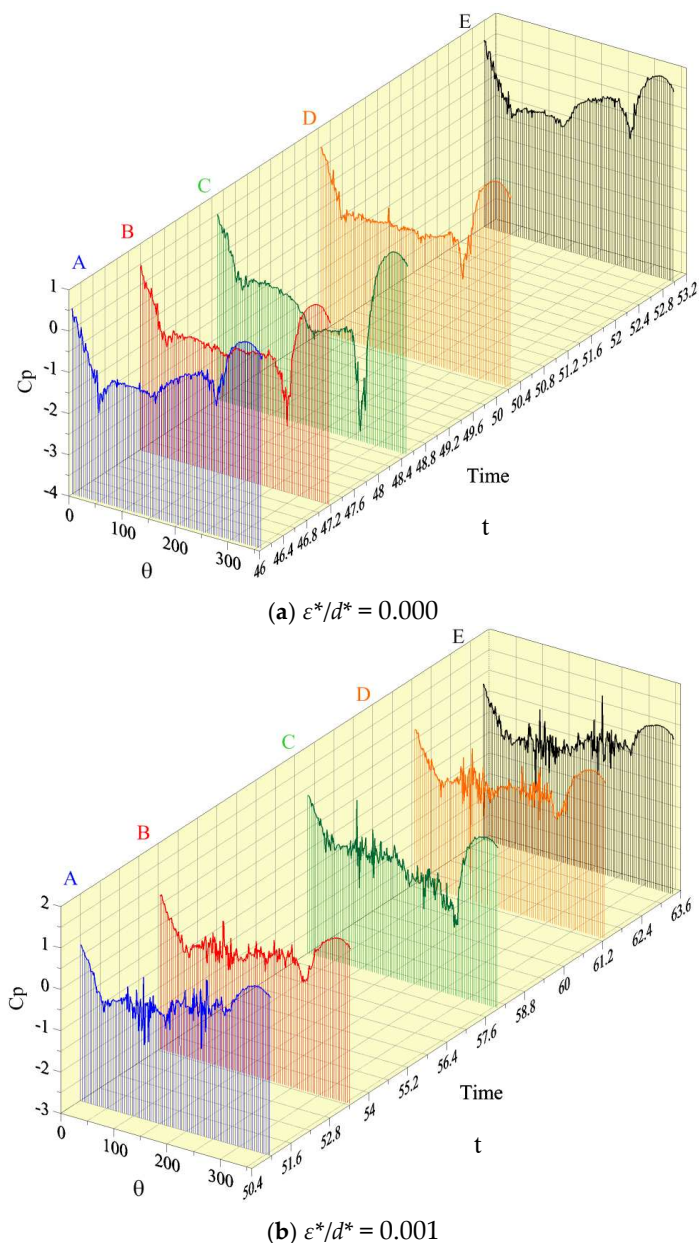 E
D
C
B
A
1
0
-1
-2
-3
-4
Cp
0
100
200
300
θ
46
46.4
46.8
47.2
47.6
48
48.4
48.8
49.2
49.6
50
50.4
50.8
51.2
51.6
52
52.4
52.8
53.2
Time
t
(a) ε*/d* = 0.000
E
D
C
B
A
2
1
0
-1
-2
-3
Cp
0
100
200
300
θ
50.4
51.6
52.8
54
55.2
56.4
57.6
58.8
60
61.2
62.4
63.6
Time
t
(b) ε*/d* = 0.001